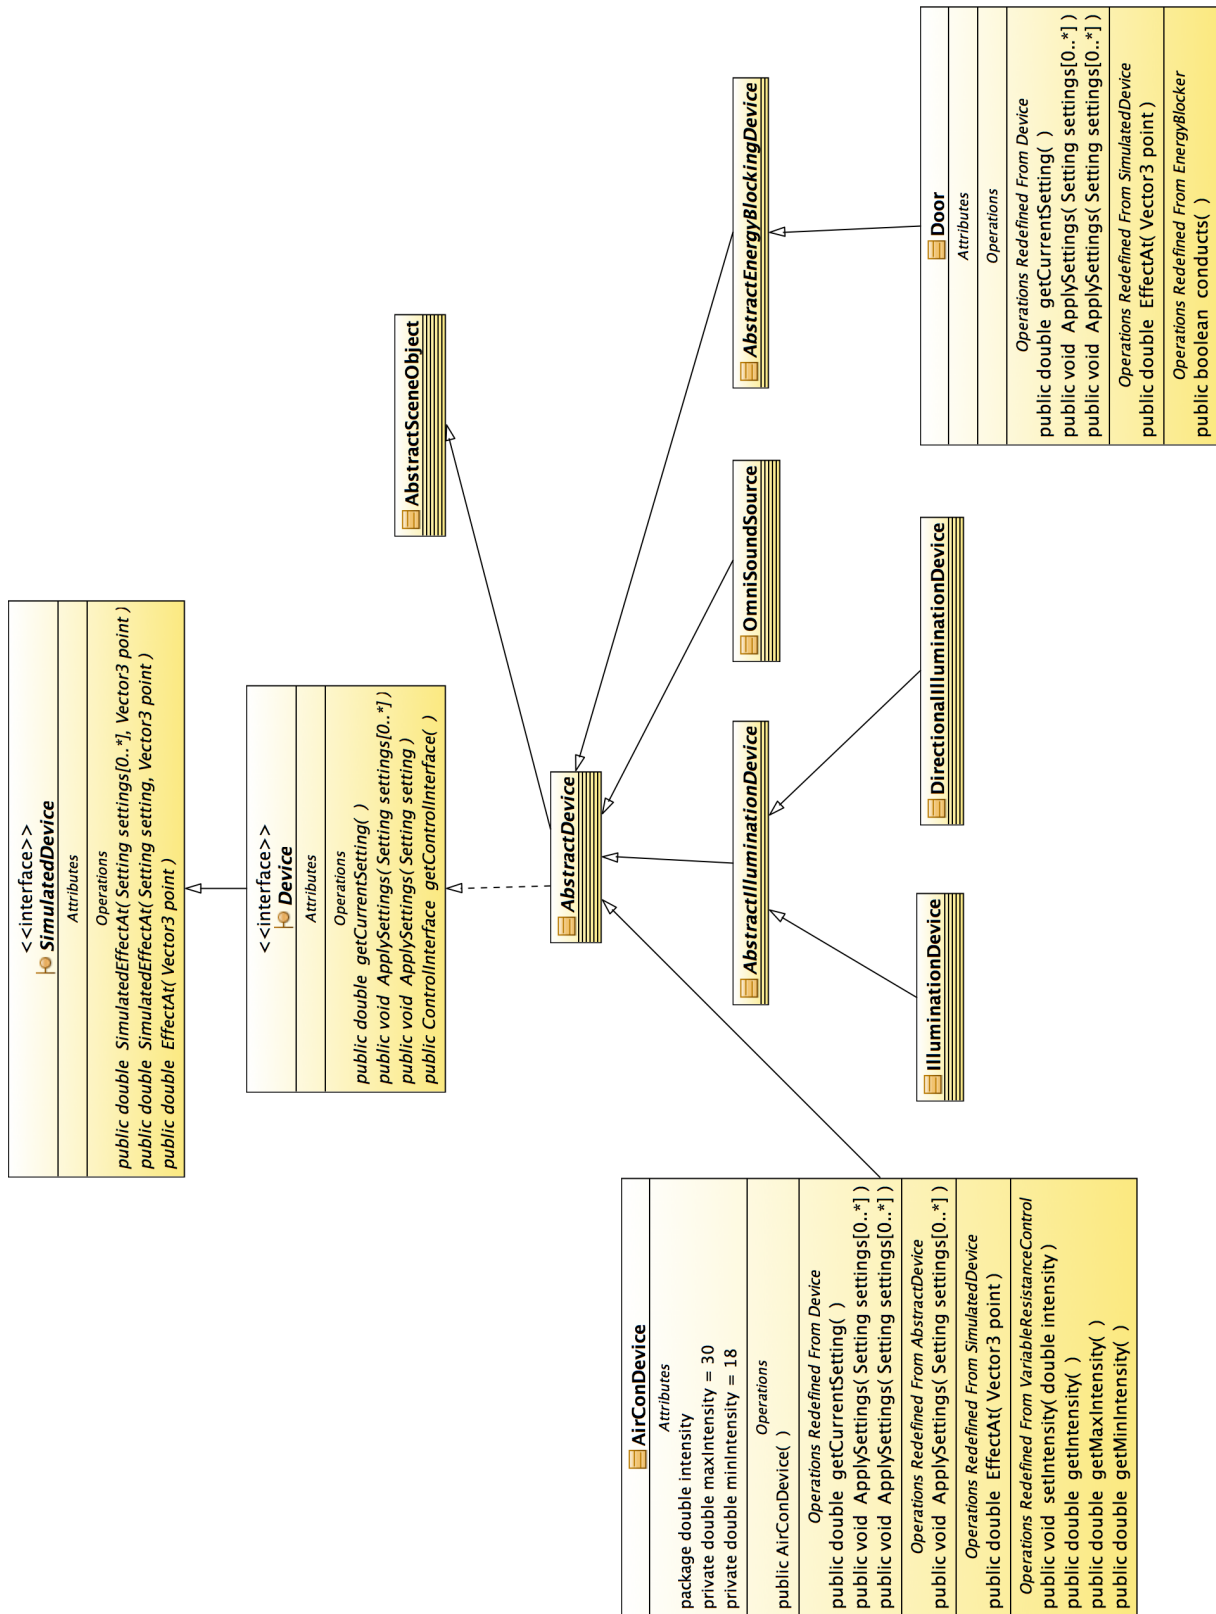 <<interface>>
SimulatedDevice
Attributes
Operations
public double SimulatedEffectAt( Setting settings[0..*], Vector3 point )
public double SimulatedEffectAt( Setting setting, Vector3 point )
public double EffectAt( Vector3 point )
<<interface>>
Device
Attributes
Operations
public double getCurrentSetting( )
public void ApplySettings( Setting settings[0..*] )
public void ApplySettings( Setting setting )
public ControlInterface getControlInterface( )
AbstractSceneObject
AbstractDevice
AirConDevice
Attributes
package double intensity
private double maxIntensity = 30
private double minIntensity = 18
Operations
public AirConDevice( )
Operations Redefined From Device
public double getCurrentSetting( )
public void ApplySettings( Setting settings[0..*] )
public void ApplySettings( Setting settings[0..*] )
Operations Redefined From AbstractDevice
public void ApplySettings( Setting settings[0..*] )
Operations Redefined From SimulatedDevice
public double EffectAt( Vector3 point )
Operations Redefined From VariableResistanceControl
public void setIntensity( double intensity )
public double getIntensity( )
public double getMaxIntensity( )
public double getMinIntensity( )
AbstractIlluminationDevice
OmniSoundSource
AbstractEnergyBlockingDevice
IlluminationDevice
DirectionalIlluminationDevice
Door
Attributes
Operations
Operations Redefined From Device
public double getCurrentSetting( )
public void ApplySettings( Setting settings[0..*] )
public void ApplySettings( Setting settings[0..*] )
Operations Redefined From SimulatedDevice
public double EffectAt( Vector3 point )
Operations Redefined From EnergyBlocker
public boolean conducts( )